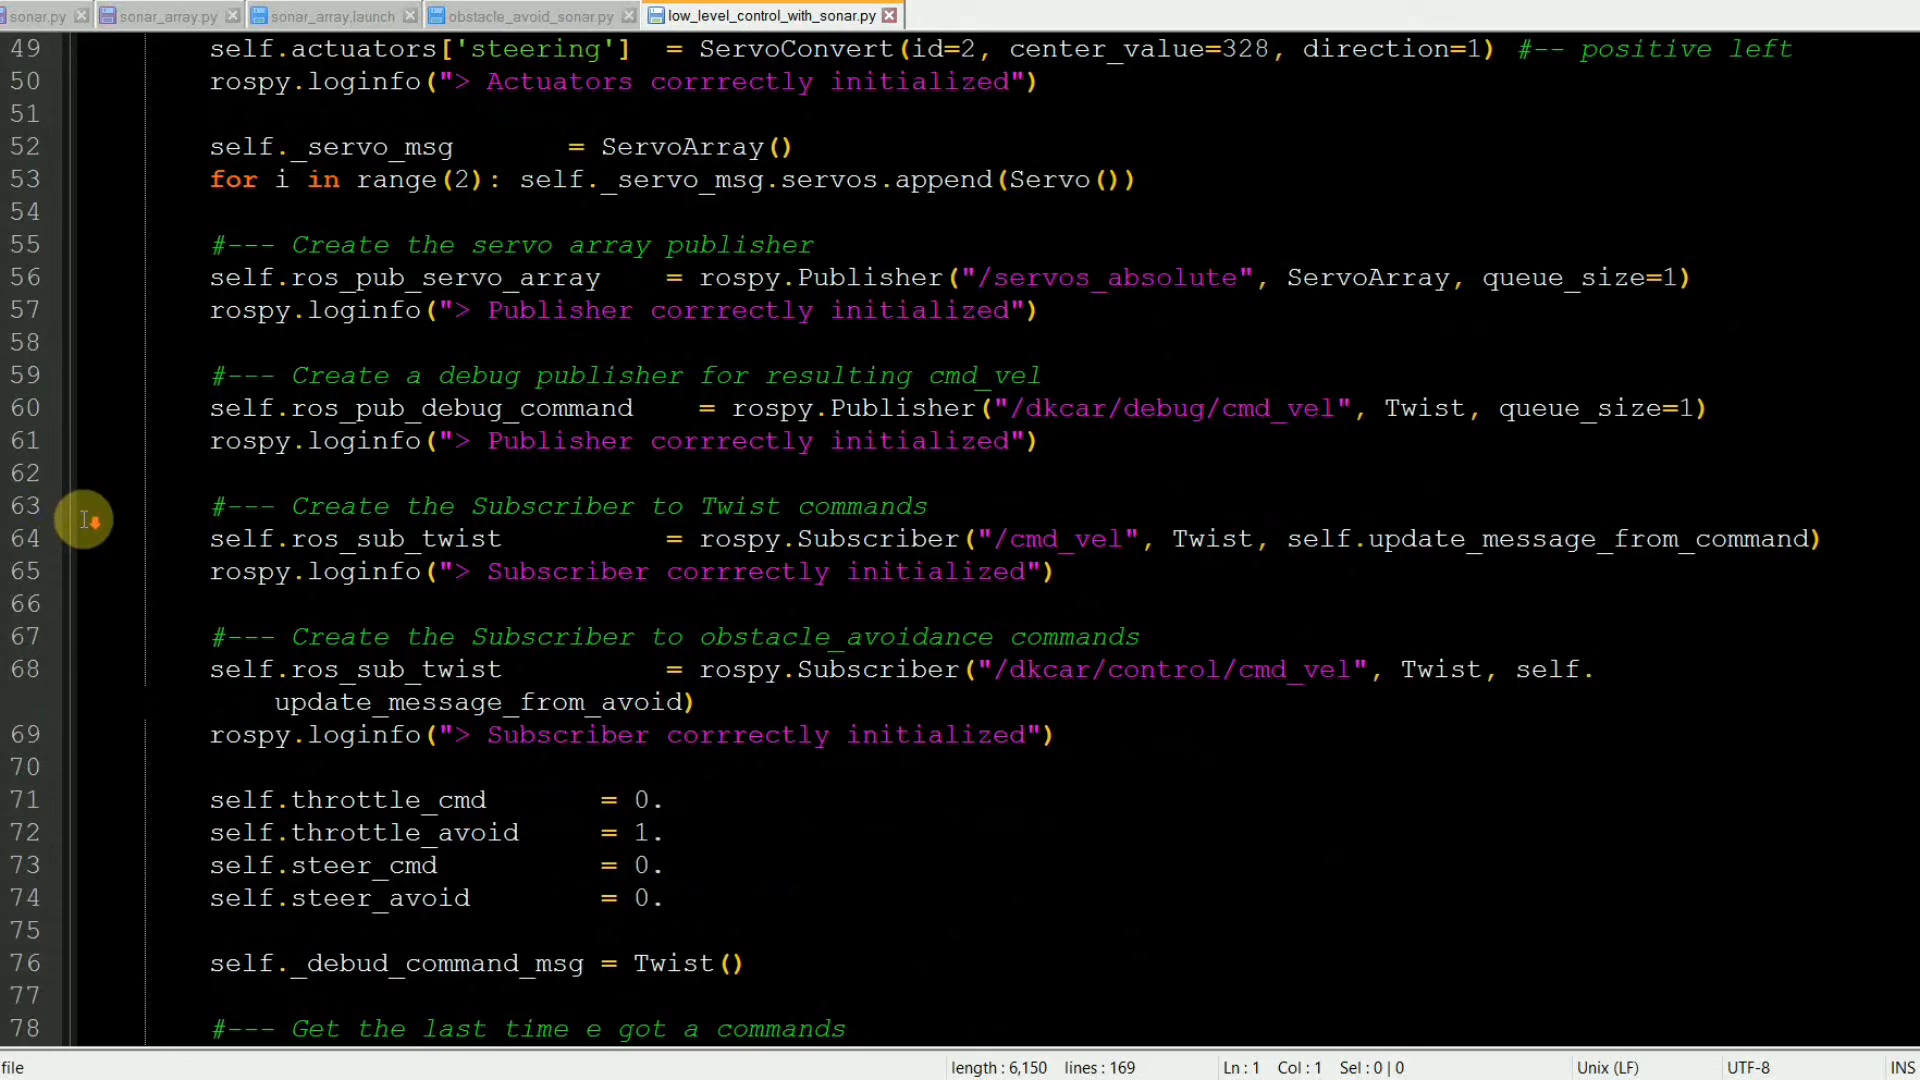 sonar.py sonar_array.py sonar_array.launch obstacle_avoid_sonar.py low_level_control_with_sonar.py
49 self.actuators['steering'] = ServoConvert(id=2, center_value=328, direction=1) #-- positive left
50 rospy.loginfo("> Actuators corrrectly initialized")
51
52 self._servo_msg = ServoArray()
53 for i in range(2): self._servo_msg.servos.append(Servo())
54
55 #--- Create the servo array publisher
56 self.ros_pub_servo_array = rospy.Publisher("/servos_absolute", ServoArray, queue_size=1)
57 rospy.loginfo("> Publisher corrrectly initialized")
58
59 #--- Create a debug publisher for resulting cmd_vel
60 self.ros_pub_debug_command = rospy.Publisher("/dkcar/debug/cmd_vel", Twist, queue_size=1)
61 rospy.loginfo("> Publisher corrrectly initialized")
62
63 #--- Create the Subscriber to Twist commands
64 self.ros_sub_twist = rospy.Subscriber("/cmd_vel", Twist, self.update_message_from_command)
65 rospy.loginfo("> Subscriber corrrectly initialized")
66
67 #--- Create the Subscriber to obstacle_avoidance commands
68 self.ros_sub_twist = rospy.Subscriber("/dkcar/control/cmd_vel", Twist, self.
update_message_from_avoid)
69 rospy.loginfo("> Subscriber corrrectly initialized")
70
71 self.throttle_cmd = 0.
72 self.throttle_avoid = 1.
73 self.steer_cmd = 0.
74 self.steer_avoid = 0.
75
76 self._debud_command_msg = Twist()
77
78 #--- Get the last time e got a commands
file length : 6,150 lines : 169 Ln : 1 Col : 1 Sel : 0 | 0 Unix (LF) UTF-8 INS